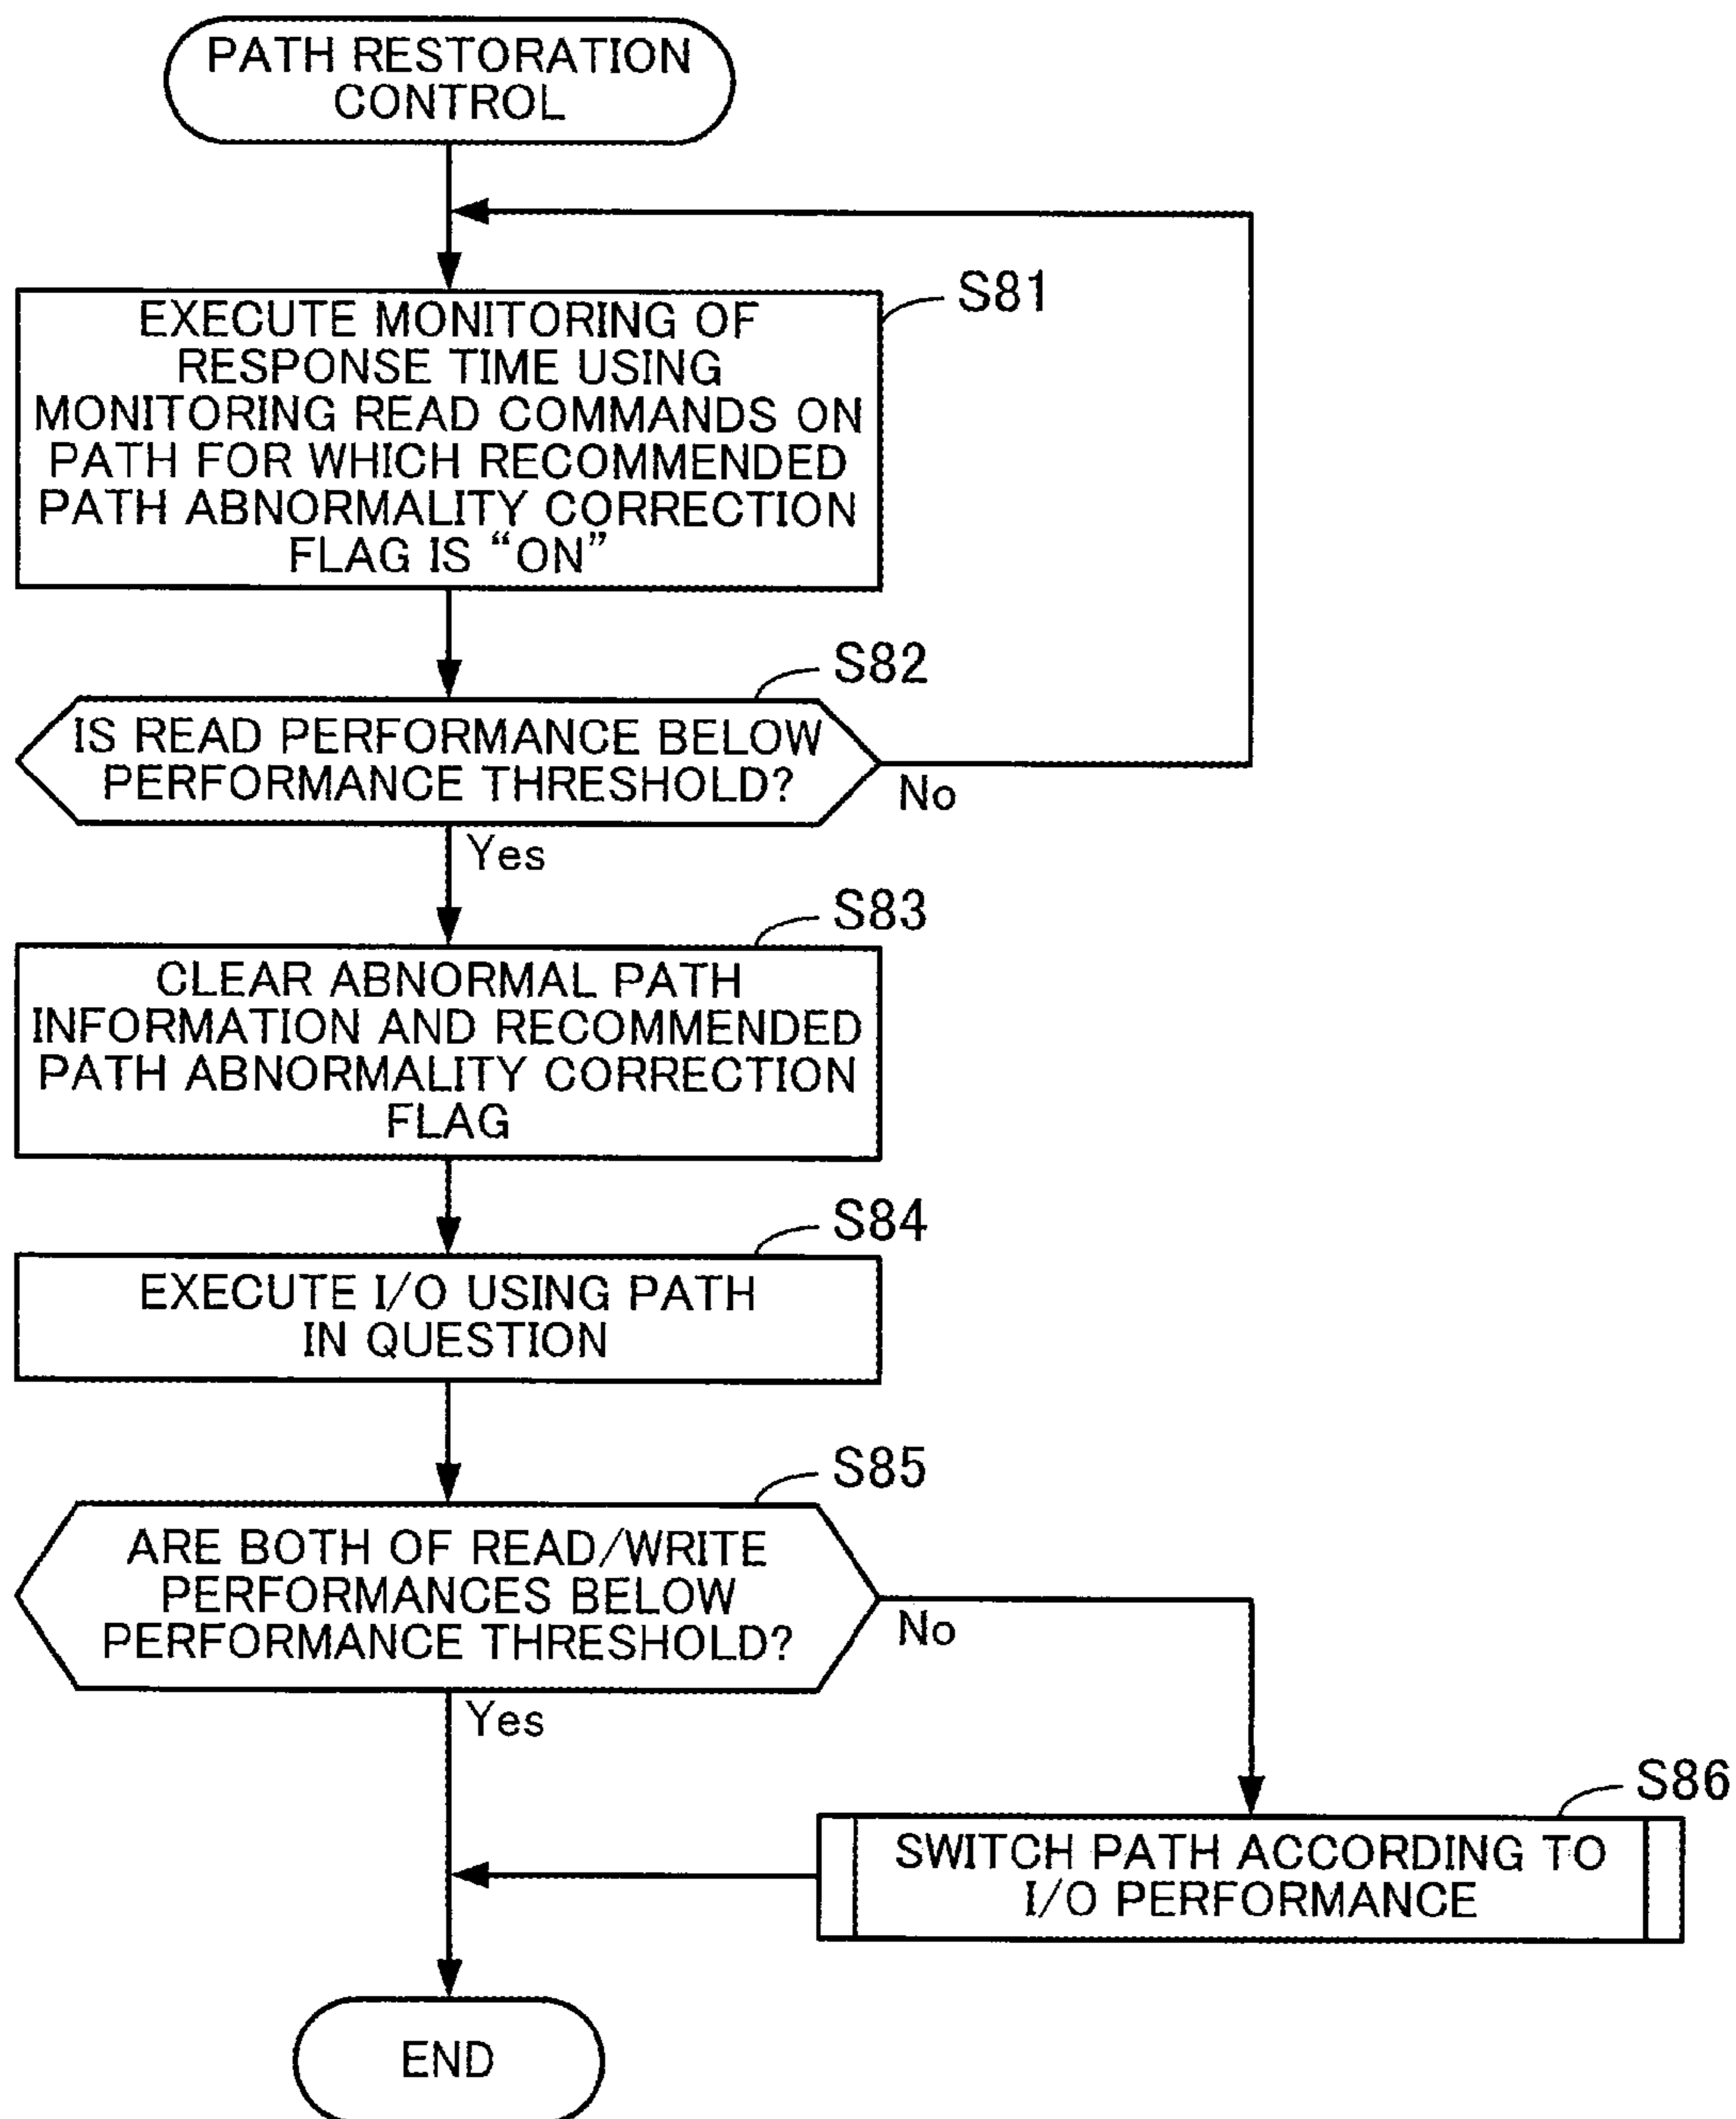 PATH RESTORATION
CONTROL
S81
EXECUTE MONITORING OF
RESPONSE TIME USING
MONITORING READ COMMANDS ON
PATH FOR WHICH RECOMMENDED
PATH ABNORMALITY CORRECTION
FLAG IS “ON”
S82
IS READ PERFORMANCE BELOW
PERFORMANCE THRESHOLD?
No
Yes
S83
CLEAR ABNORMAL PATH
INFORMATION AND RECOMMENDED
PATH ABNORMALITY CORRECTION
FLAG
S84
EXECUTE I/O USING PATH
IN QUESTION
S85
ARE BOTH OF READ/WRITE
PERFORMANCES BELOW
PERFORMANCE THRESHOLD?
No
Yes
S86
SWITCH PATH ACCORDING TO
I/O PERFORMANCE
END